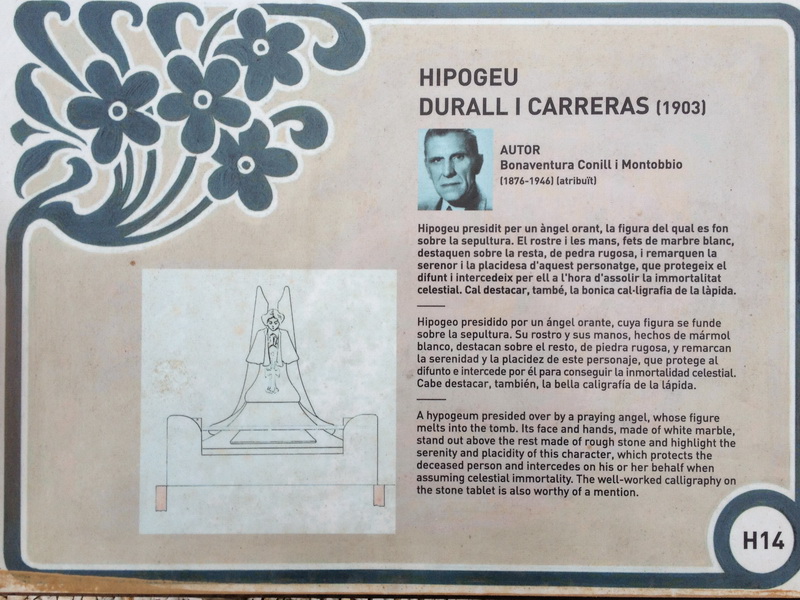 HIPOGEU
DURALL I CARRERAS (1903)
AUTOR
Bonaventura Conill i Montobbio
(1876-1946) (atribuït)
Hipogeu presidit per un àngel orant, la figura del qual es fon
sobre la sepultura. El rostre i les mans, fets de marbre blanc,
destaquen sobre la resta, de pedra rugosa, i remarquen la
serenor i la placidesa d'aquest personatge, que protegeix el
difunt i intercedeix per ell a l'hora d'assolir la immortalitat
celestial. Cal destacar, també, la bonica cal·ligrafia de la làpida.
Hipogeo presidido por un ángel orante, cuya figura se funde
sobre la sepultura. Su rostro y sus manos, hechos de mármol
blanco, destacan sobre el resto, de piedra rugosa, y remarcan
la serenidad y la placidez de este personaje, que protege al
difunto e intercede por él para conseguir la inmortalidad celestial.
Cabe destacar, también, la bella caligrafía de la lápida.
A hypogeum presided over by a praying angel, whose figure
melts into the tomb. Its face and hands, made of white marble,
stand out above the rest made of rough stone and highlight the
serenity and placidity of this character, which protects the
deceased person and intercedes on his or her behalf when
assuming celestial immortality. The well-worked calligraphy on
the stone tablet is also worthy of a mention.
H14